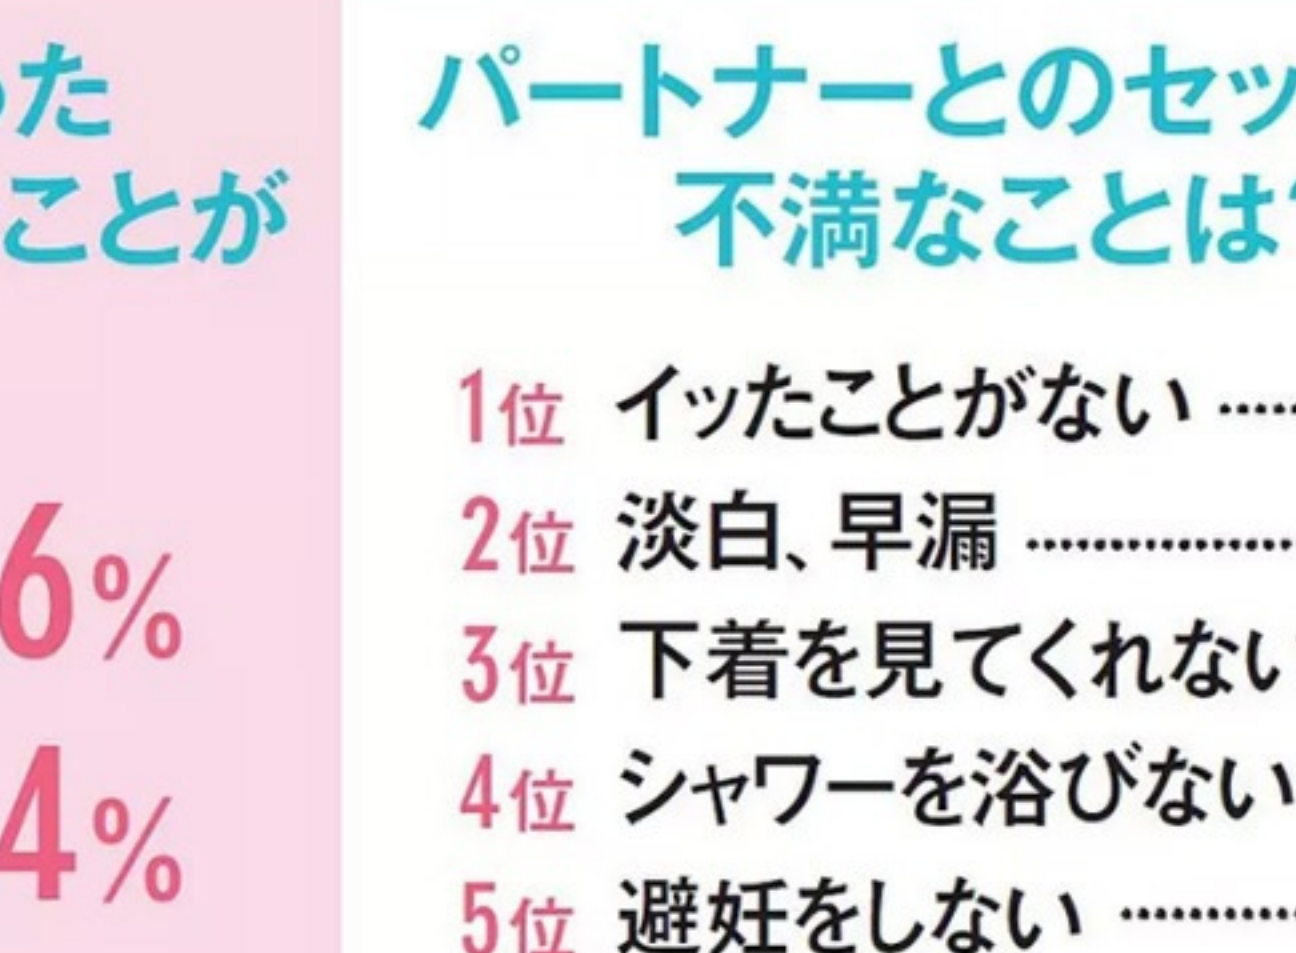 った
ことが
6%
4%
パートナーとのセッ
不満なことは?
1位 イッたことがない
2位 淡白、早漏
3位 下着を見てくれない
4位 シャワーを浴びない
5位 避妊をしない